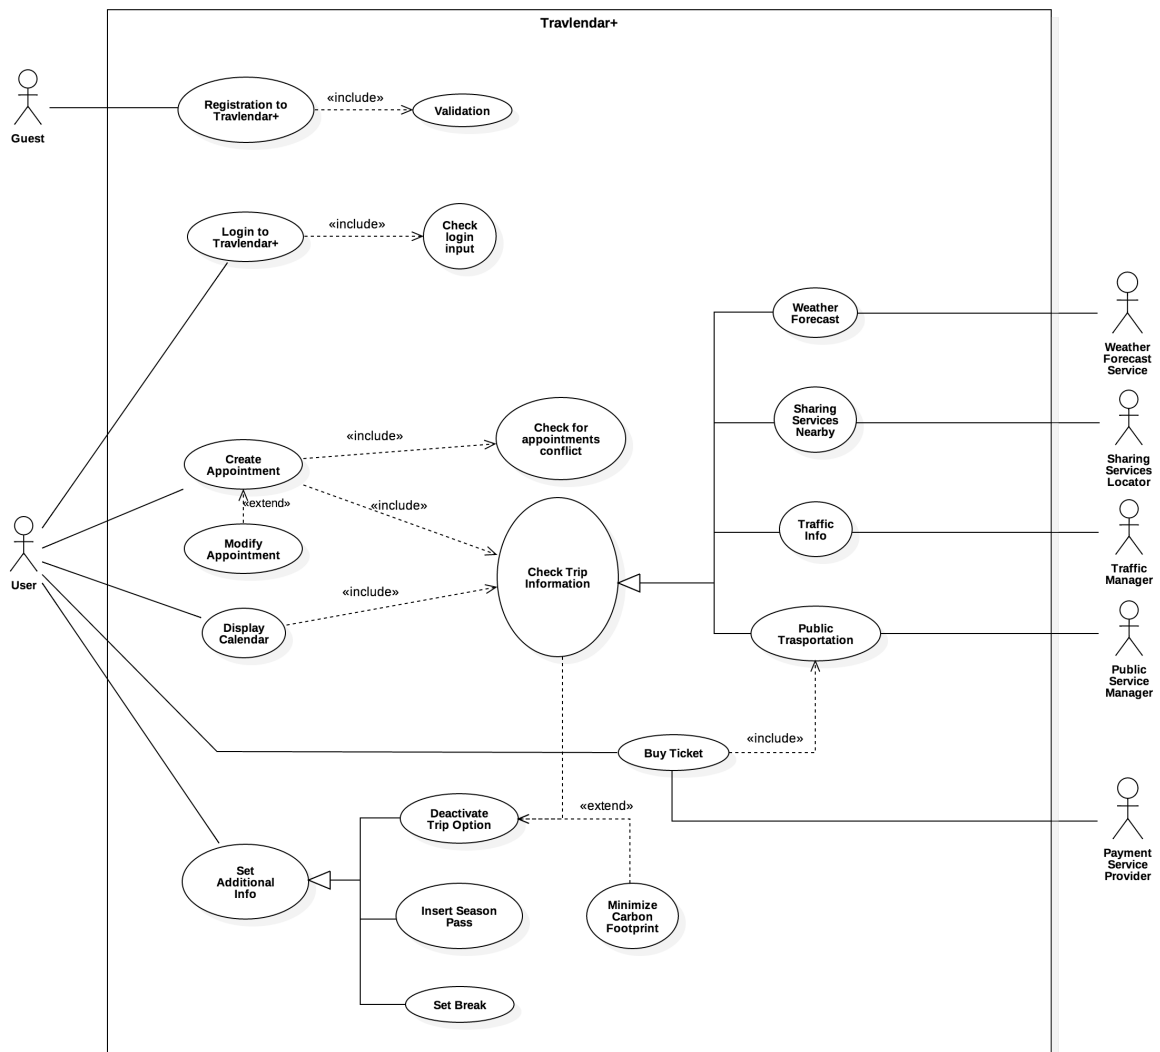 Travlendar+
Guest
Registration to
Travlendar+
«include»
Validation
Login to
Travlendar+
«include»
Check
login
input
Weather
Forecast
Weather
Forecast
Service
Sharing
Services
Nearby
Sharing
Services
Locator
Create
Appointment
«include»
Check for
appointments
conflict
«extend»
«include»
Modify
Appointment
User
Check Trip
Information
Traffic
Info
Traffic
Manager
Display
Calendar
«include»
Public
Trasportation
Public
Service
Manager
Buy Ticket
«include»
Deactivate
Trip Option
«extend»
Payment
Service
Provider
Set
Additional
Info
Insert Season
Pass
Minimize
Carbon
Footprint
Set Break